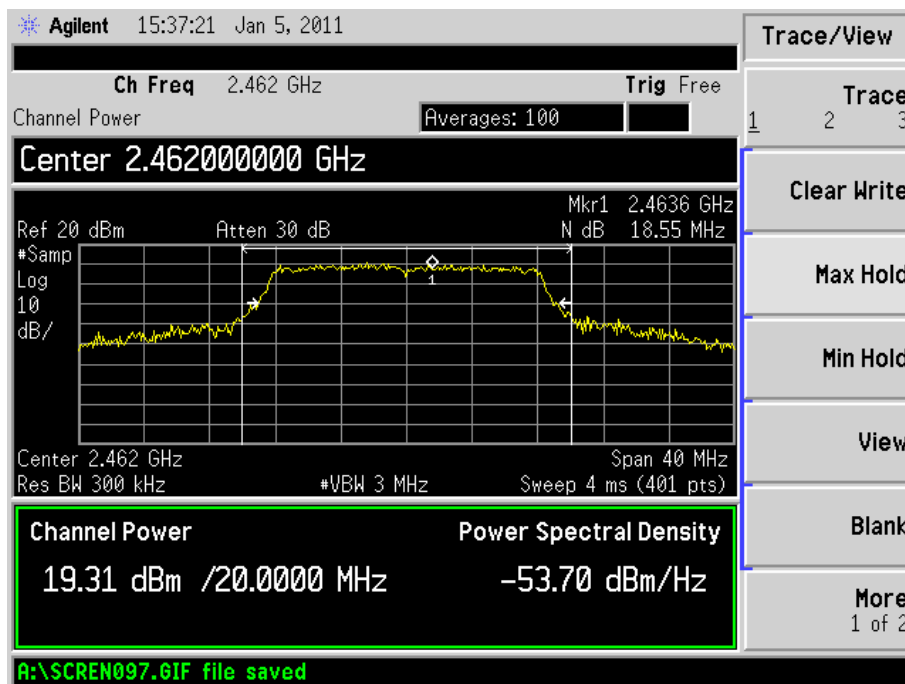 Agilent 15:37:21 Jan 5, 2011
Trace/View
Ch Freq 2.462 GHz Trig Free
Channel Power Averages: 100
Trace
1 2 3
Center 2.462000000 GHz
Clear Write
Mkr1 2.4636 GHz
Ref 20 dBm Atten 30 dB N dB 18.55 MHz
#Samp
Log
10
dB/
1
Max Hold
Min Hold
View
Center 2.462 GHz Span 40 MHz
Res BW 300 kHz #VBW 3 MHz Sweep 4 ms (401 pts)
Blank
Channel Power Power Spectral Density
19.31 dBm /20.0000 MHz -53.70 dBm/Hz
More
1 of 2
A:\SCREN097.GIF file saved